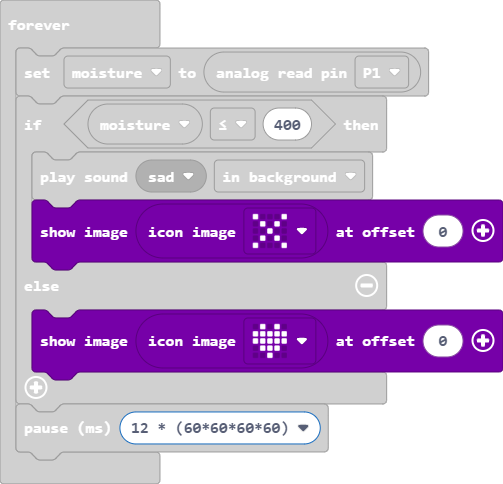 forever
set moisture to analog read pin P1
if moisture ≤ 400 then
play sound sad in background
show image icon image at offset 0
else
show image icon image at offset 0
pause (ms) 12 * (60*60*60*60)